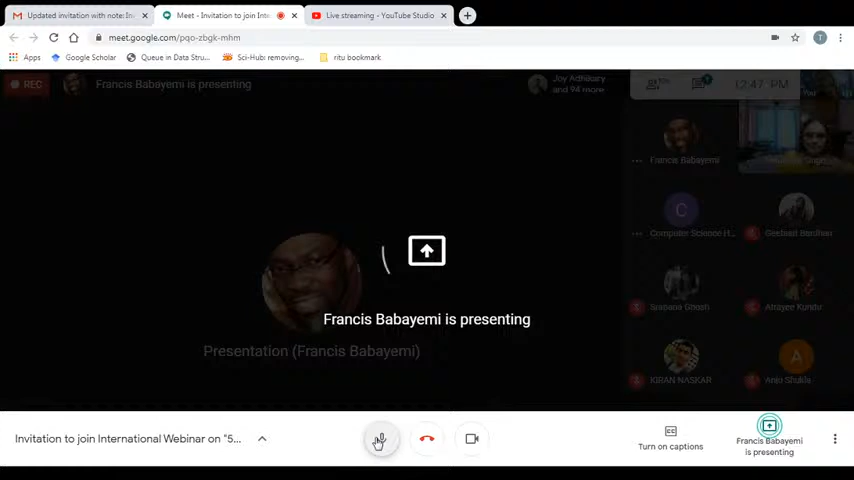 Updated invitation with note: In
Meet - Invitation to join Inte
Live streaming - YouTube Studio
meet.google.com/pqo-zbgk-mhm
T
Apps
Google Scholar
Queue in Data Stru...
Sci-Hub: removing...
ritu bookmark
REC
Francis Babayemi is presenting
Joy Adhikary
and 94 more
12:47 PM
You
Francis Babayemi
C
Computer Science H...
Srabana Ghosh
Atrayee Kundu
Francis Babayemi is presenting
Presentation (Francis Babayemi)
KIRAN NASKAR
A
Anju Shukla
Invitation to join International Webinar on "5...
CC
Turn on captions
Francis Babayemi
is presenting